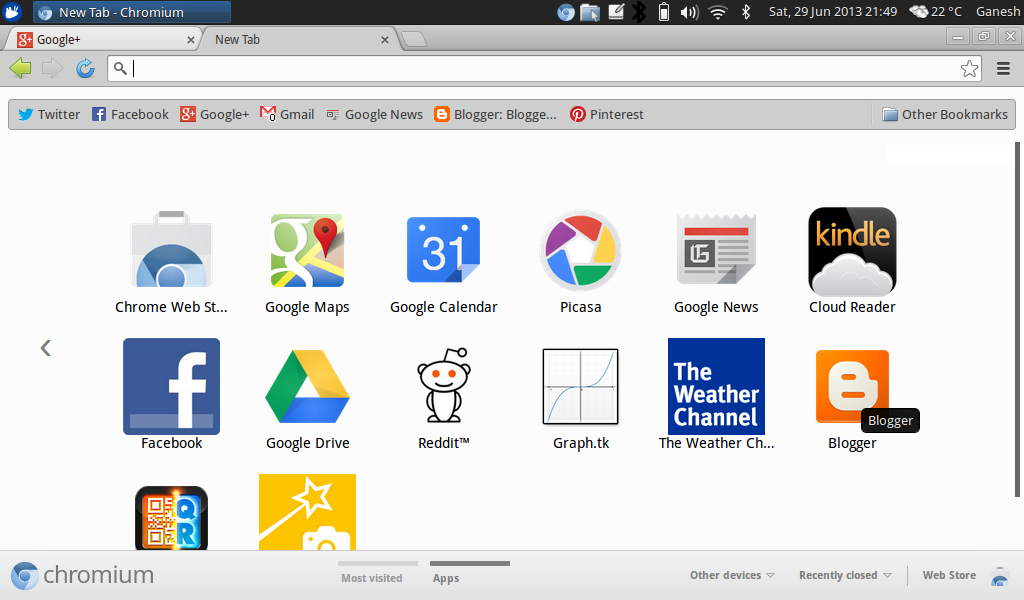 New Tab - Chromium
Sat, 29 Jun 2013 21:49
22 °C
Ganesh
Google+
New Tab
Twitter
Facebook
Google+
Gmail
0
Google News
Blogger: Blogge...
Pinterest
Other Bookmarks
31
G
kindle
Chrome Web St...
Google Maps
Google Calendar
Picasa
Google News
Cloud Reader
The
Weather
Channel
Facebook
Google Drive
Reddit™
Graph.tk
The Weather Ch...
Blogger
Blogger
QR
chromium
Most visited
Apps
Other devices
Recently closed
Web Store